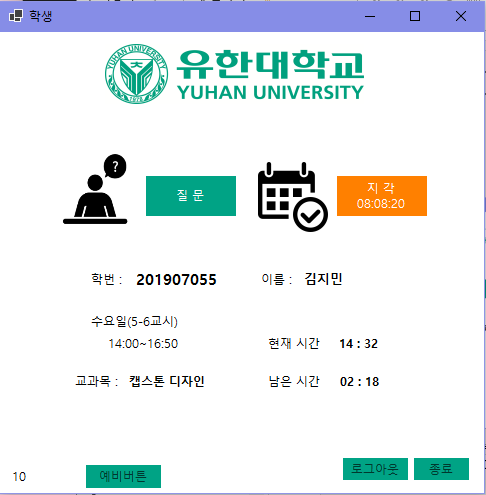 학생
YUHAN UNIVERSITY
유한대학교
YUHAN UNIVERSITY
?
질 문
지 각
08:08:20
학번 : 201907055 이름 : 김지민
수요일(5-6교시)
14:00~16:50 현재 시간 14 : 32
교과목 : 캡스톤 디자인 남은 시간 02 : 18
10 예비버튼 로그아웃 종료